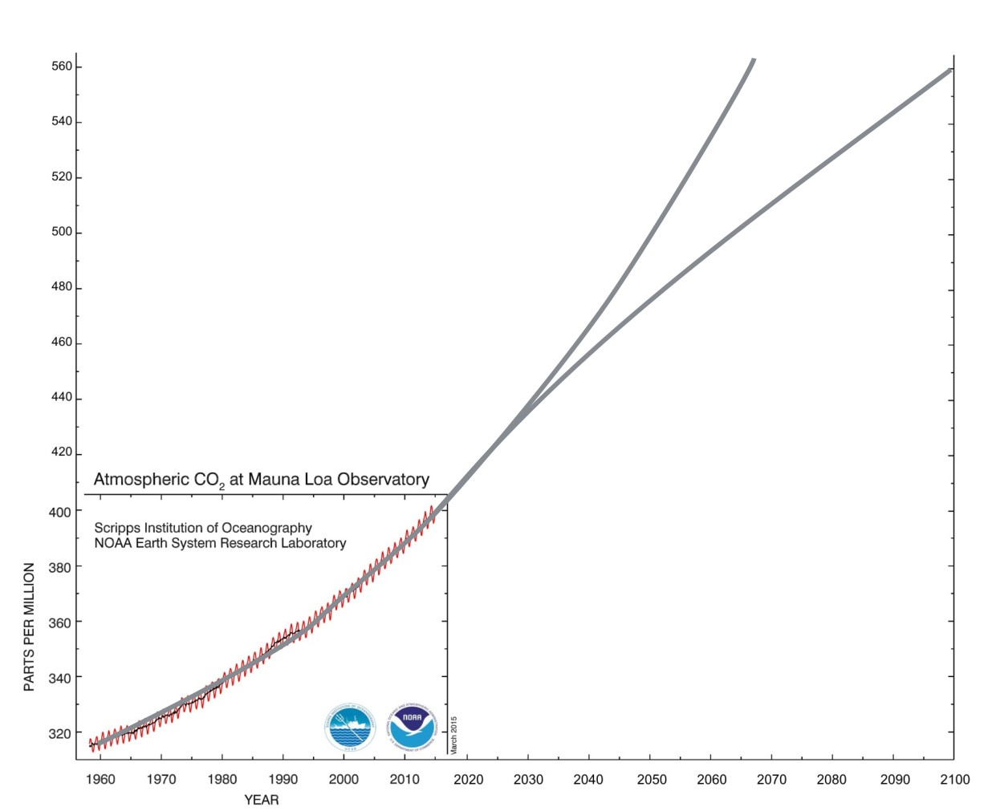 560
540
520
500
480
460
440
420
Atmospheric CO2 at Mauna Loa Observatory
400
Scripps Institution of Oceanography
NOAA Earth System Research Laboratory
380
360
340
320
PARTS PER MILLION
NOAA
March 2015
1960 1970 1980 1990 2000 2010 2020 2030 2040 2050 2060 2070 2080 2090 2100
YEAR